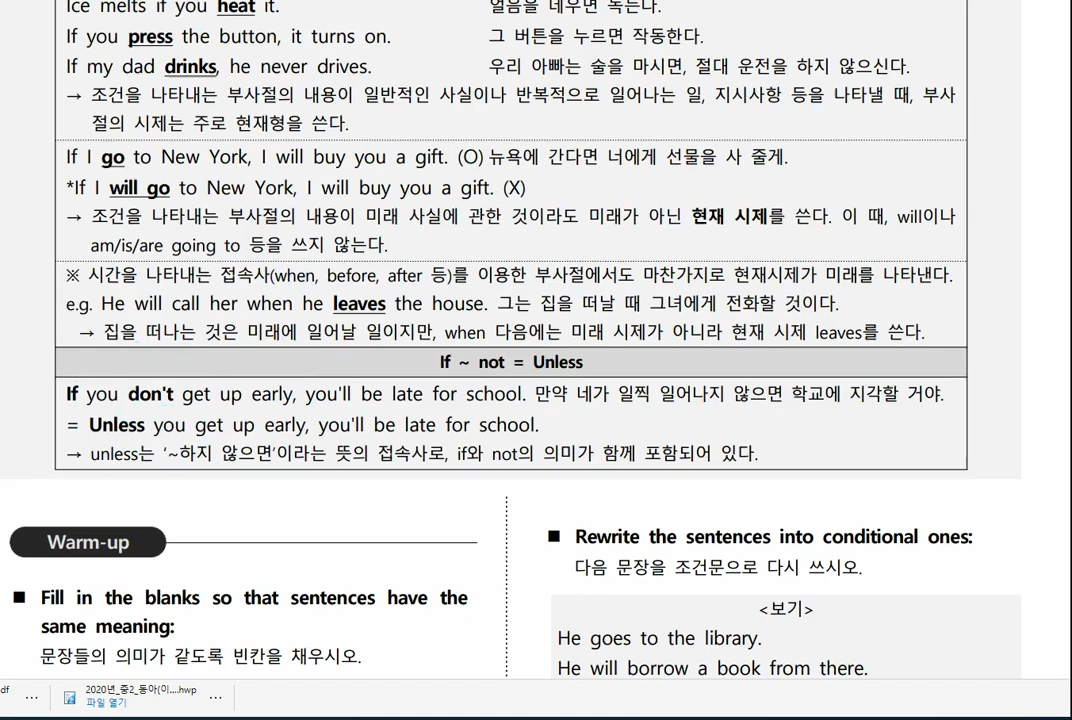 Ice melts if you heat it. 얼음을 데우면 녹는다.
If you press the button, it turns on. 그 버튼을 누르면 작동한다.
If my dad drinks, he never drives. 우리 아빠는 술을 마시면, 절대 운전을 하지 않으신다.
→ 조건을 나타내는 부사절의 내용이 일반적인 사실이나 반복적으로 일어나는 일, 지시사항 등을 나타낼 때, 부사
절의 시제는 주로 현재형을 쓴다.
If I go to New York, I will buy you a gift. (O) 뉴욕에 간다면 너에게 선물을 사 줄게.
*If I will go to New York, I will buy you a gift. (X)
→ 조건을 나타내는 부사절의 내용이 미래 사실에 관한 것이라도 미래가 아닌 현재 시제를 쓴다. 이 때, will이나
am/is/are going to 등을 쓰지 않는다.
※ 시간을 나타내는 접속사(when, before, after 등)를 이용한 부사절에서도 마찬가지로 현재시제가 미래를 나타낸다.
e.g. He will call her when he leaves the house. 그는 집을 떠날 때 그녀에게 전화할 것이다.
→ 집을 떠나는 것은 미래에 일어날 일이지만, when 다음에는 미래 시제가 아니라 현재 시제 leaves를 쓴다.
If ~ not = Unless
If you don't get up early, you'll be late for school. 만약 네가 일찍 일어나지 않으면 학교에 지각할 거야.
= Unless you get up early, you'll be late for school.
→ unless는 '~하지 않으면'이라는 뜻의 접속사로, if와 not의 의미가 함께 포함되어 있다.
Warm-up
■ Fill in the blanks so that sentences have the
same meaning:
문장들의 의미가 같도록 빈칸을 채우시오.
■ Rewrite the sentences into conditional ones:
다음 문장을 조건문으로 다시 쓰시오.
<보기>
He goes to the library.
He will borrow a book from there.
df ... 2020년_중2_동아(이....hwp ...
파일 열기